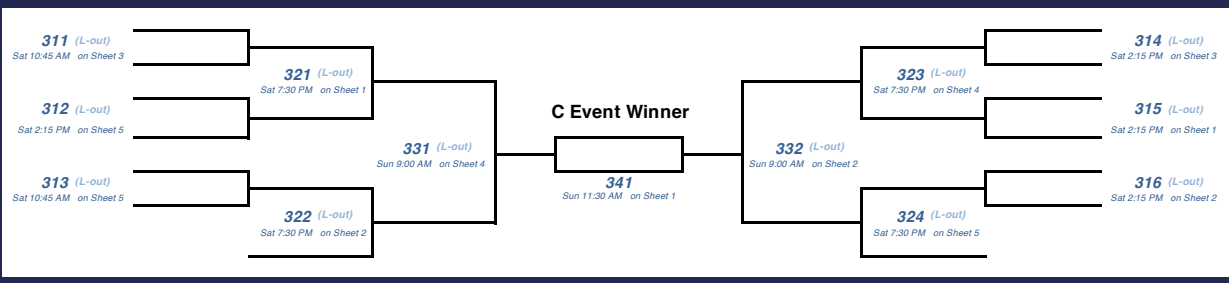 311 (L-out)
Sat 10:45 AM on Sheet 3
312 (L-out)
Sat 2:15 PM on Sheet 5
313 (L-out)
Sat 10:45 AM on Sheet 5
321 (L-out)
Sat 7:30 PM on Sheet 1
322 (L-out)
Sat 7:30 PM on Sheet 2
331 (L-out)
Sun 9:00 AM on Sheet 4
C Event Winner
341
Sun 11:30 AM on Sheet 1
332 (L-out)
Sun 9:00 AM on Sheet 2
323 (L-out)
Sat 7:30 PM on Sheet 4
324 (L-out)
Sat 7:30 PM on Sheet 5
314 (L-out)
Sat 2:15 PM on Sheet 3
315 (L-out)
Sat 2:15 PM on Sheet 1
316 (L-out)
Sat 2:15 PM on Sheet 2